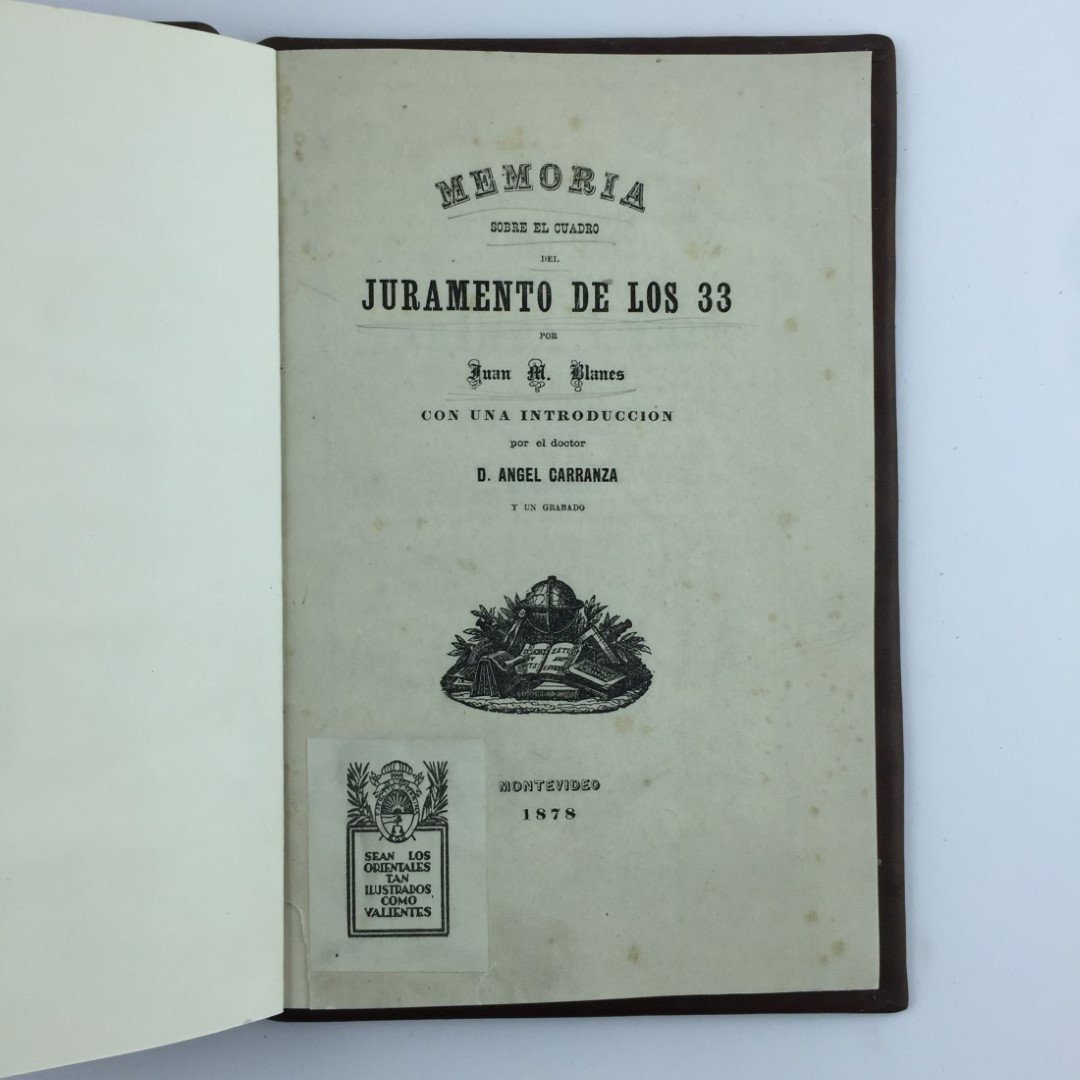 MEMORIA
SOBRE EL CUADRO
DEL
JURAMENTO DE LOS 33
POR
Juan M. Blanes
CON UNA INTRODUCCION
por el doctor
D. ANGEL CARRANZA
Y UN GRABADO
MONTEVIDEO
1878
SEAN LOS
ORIENTALES
TAN
ILUSTRADOS
COMO
VALIENTES